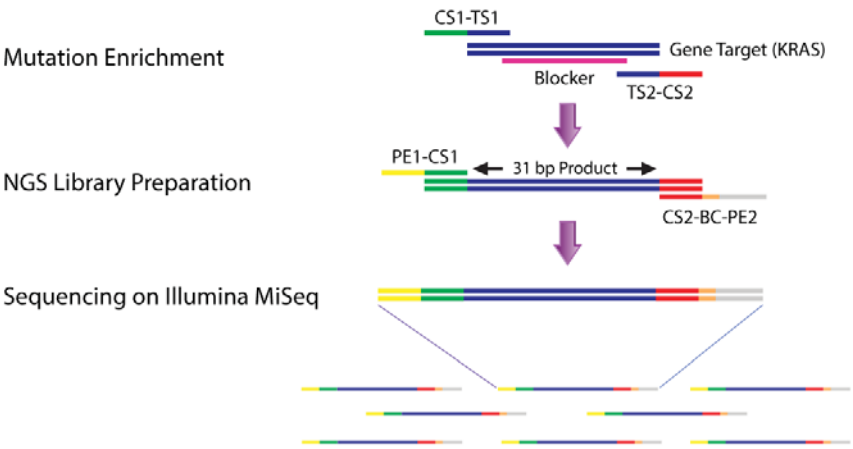 CS1-TS1
Mutation Enrichment
Gene Target (KRAS)
Blocker
TS2-CS2
PE1-CS1
31 bp Product
NGS Library Preparation
CS2-BC-PE2
Sequencing on Illumina MiSeq